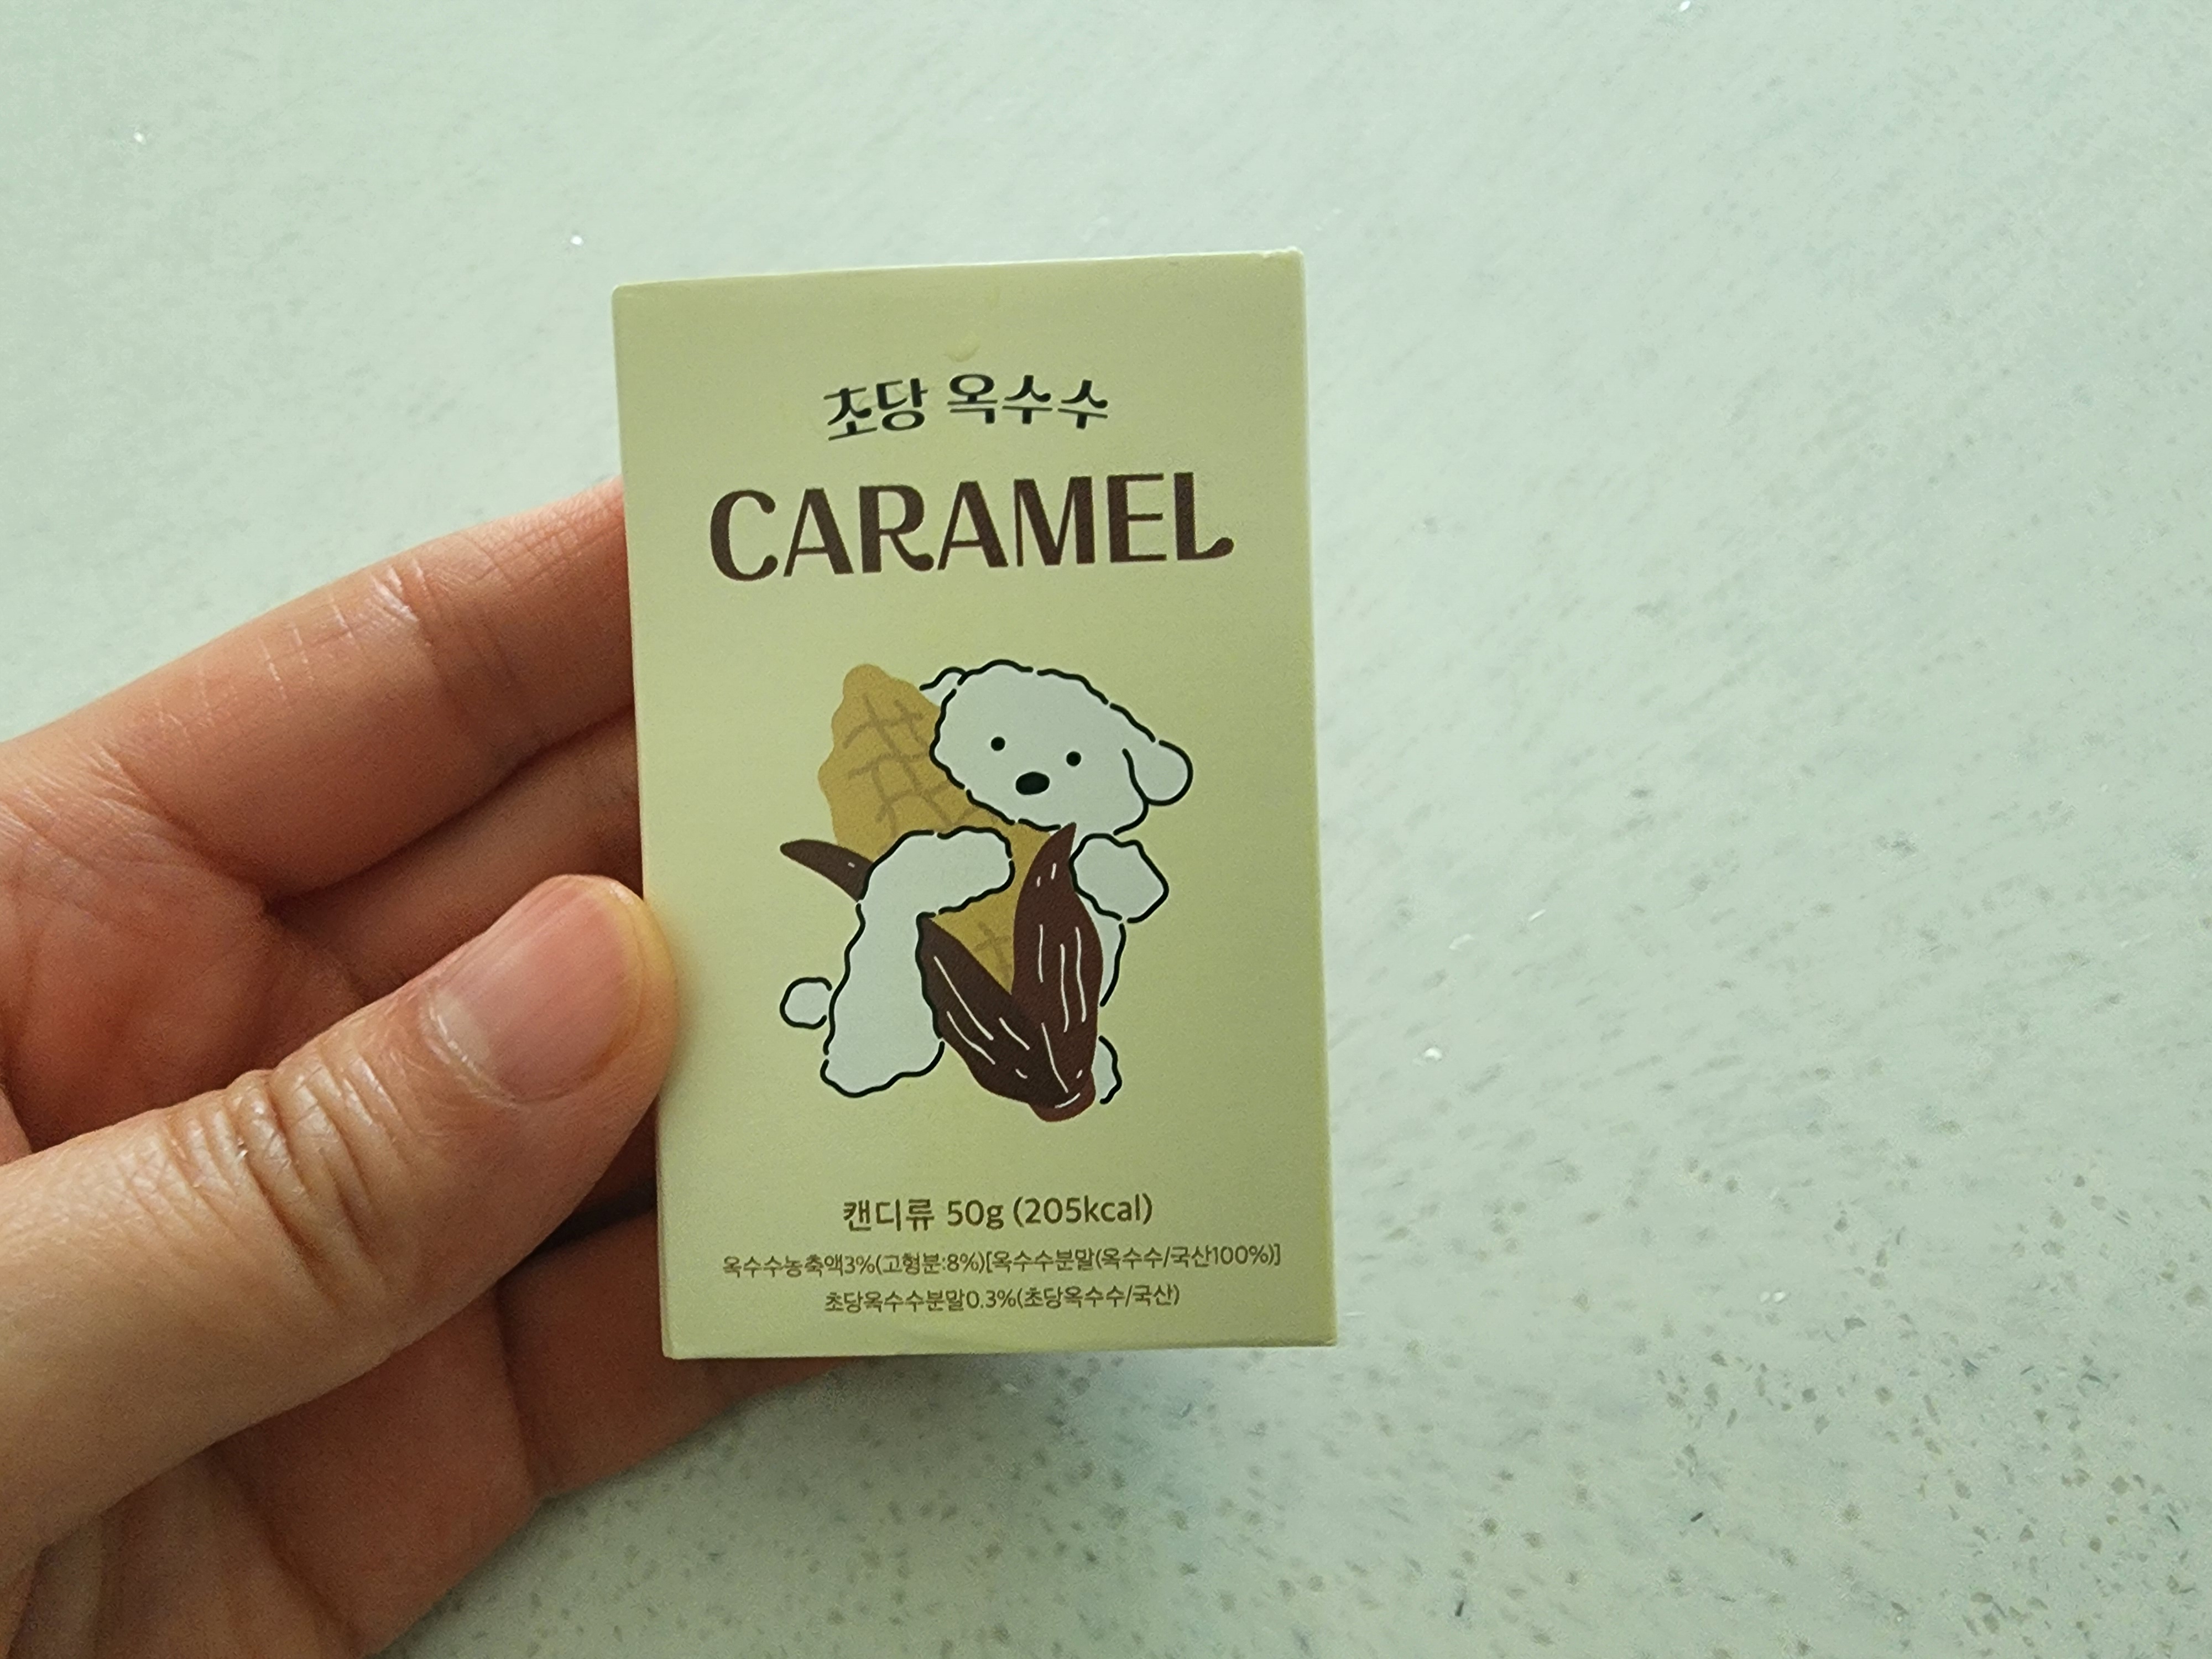 초당 옥수수
CARAMEL
캔디류 50g (205kcal)
옥수수농축액3%(고형분:8%)[옥수수분말(옥수수/국산100%)]
초당옥수수분말0.3%(초당옥수수/국산)